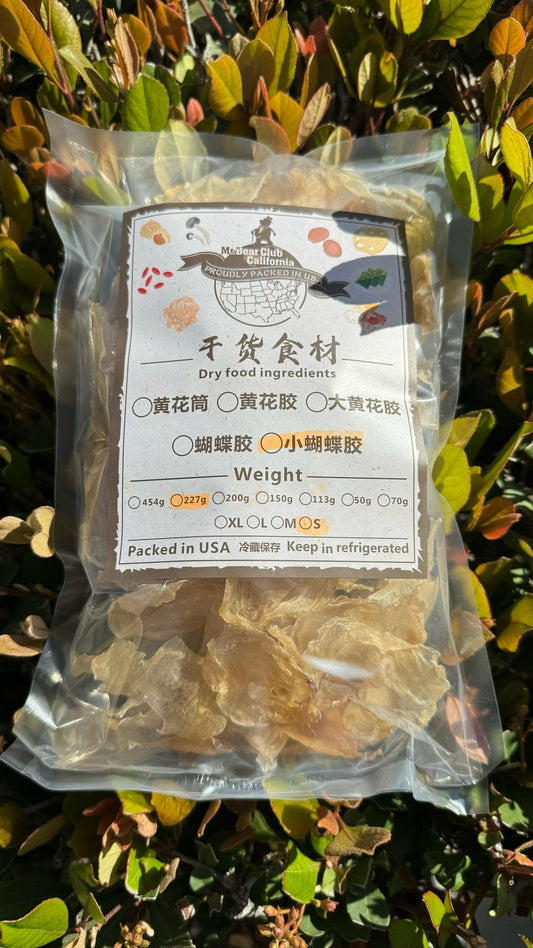 Mr.Bear Club
California
PROUDLY PACKED IN USA
干货食材
Dry food ingredients
黄花筒 黄花胶 大黄花胶
蝴蝶胶 小蝴蝶胶
Weight
454g 227g 200g 150g 113g 50g 70g
XL L M S
Packed in USA 冷藏保存 Keep in refrigerated